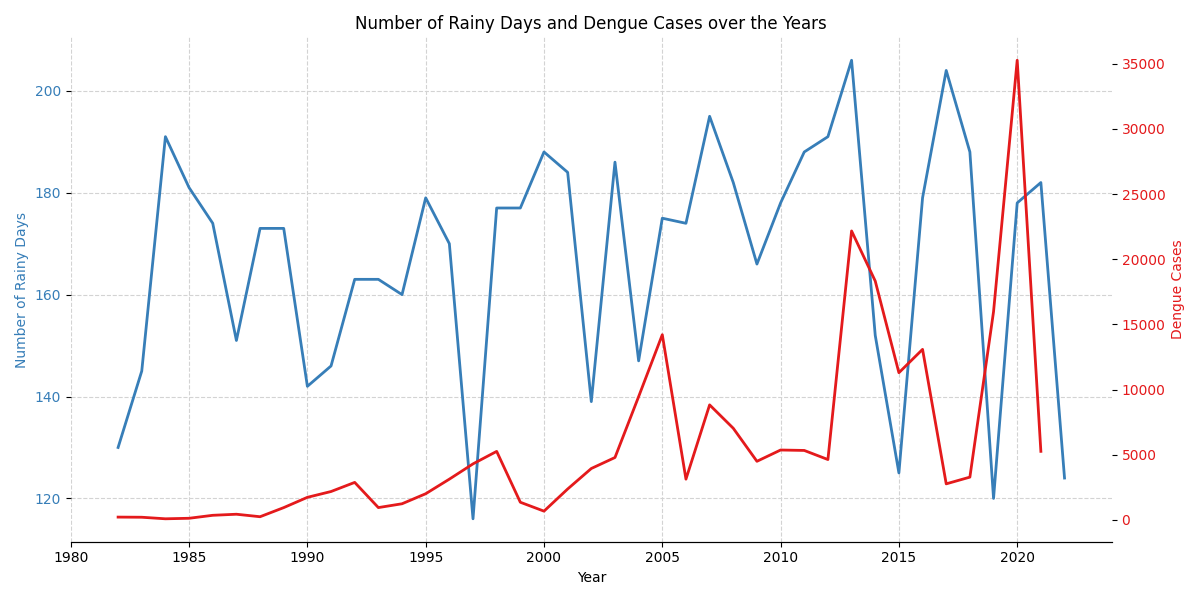 Number of Rainy Days and Dengue Cases over the Years
Number of Rainy Days
200
180
160
140
120
35000
30000
25000
20000
15000
10000
5000
0
Dengue Cases
1980 1985 1990 1995 2000 2005 2010 2015 2020
Year